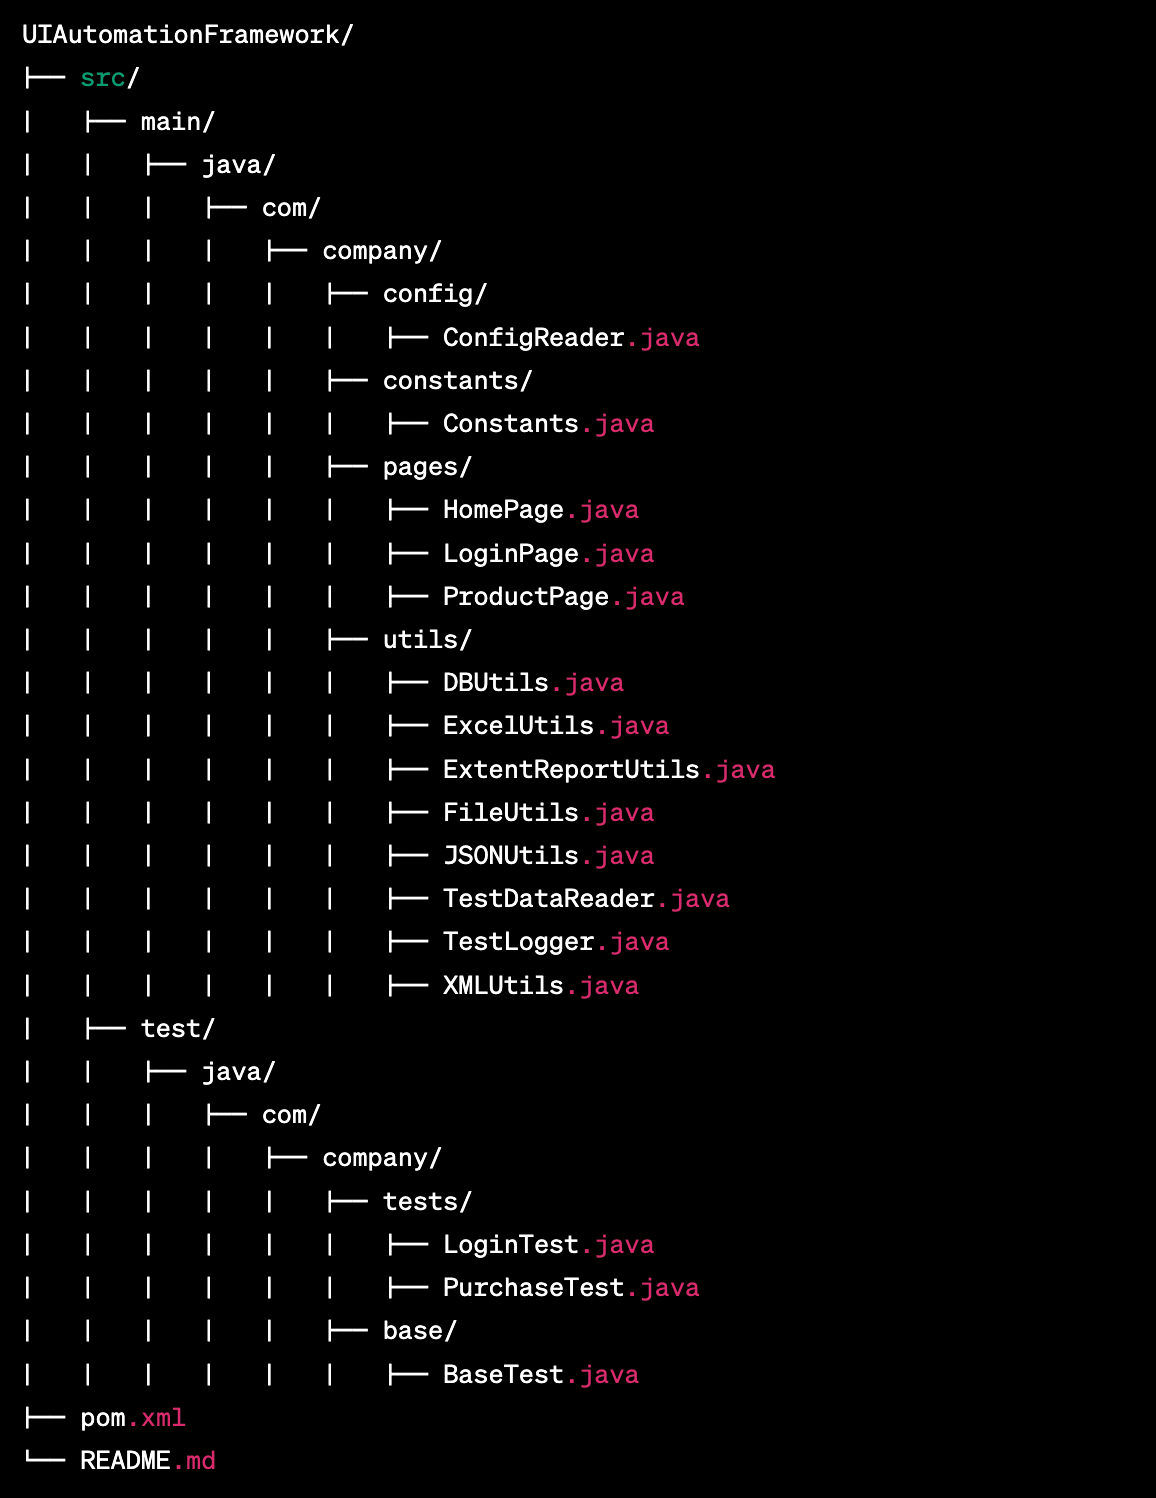 UIAutomationFramework/
├── src/
│   ├── main/
│   │   ├── java/
│   │   │   ├── com/
│   │   │   │   ├── company/
│   │   │   │   │   ├── config/
│   │   │   │   │   │   ├── ConfigReader.java
│   │   │   │   │   ├── constants/
│   │   │   │   │   │   ├── Constants.java
│   │   │   │   │   ├── pages/
│   │   │   │   │   │   ├── HomePage.java
│   │   │   │   │   │   ├── LoginPage.java
│   │   │   │   │   │   ├── ProductPage.java
│   │   │   │   │   ├── utils/
│   │   │   │   │   │   ├── DBUtils.java
│   │   │   │   │   │   ├── ExcelUtils.java
│   │   │   │   │   │   ├── ExtentReportUtils.java
│   │   │   │   │   │   ├── FileUtils.java
│   │   │   │   │   │   ├── JSONUtils.java
│   │   │   │   │   │   ├── TestDataReader.java
│   │   │   │   │   │   ├── TestLogger.java
│   │   │   │   │   │   ├── XMLUtils.java
│   ├── test/
│   │   ├── java/
│   │   │   ├── com/
│   │   │   │   ├── company/
│   │   │   │   │   ├── tests/
│   │   │   │   │   │   ├── LoginTest.java
│   │   │   │   │   │   ├── PurchaseTest.java
│   │   │   │   │   ├── base/
│   │   │   │   │   │   ├── BaseTest.java
├── pom.xml
└── README.md